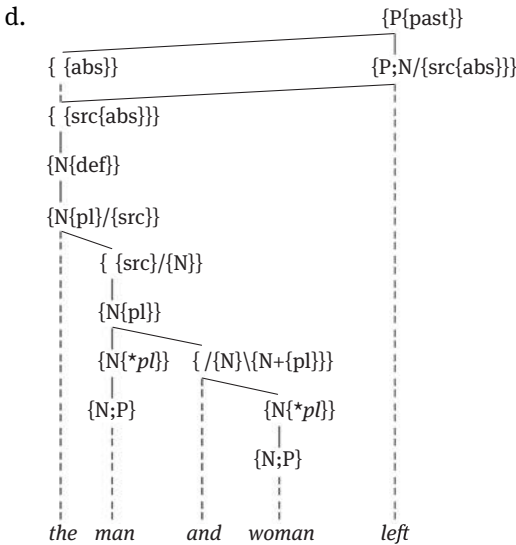 d.
{P{past}}
{ {abs}} {P;N/{src{abs}}}
{ {src{abs}}}
{N{def}}
{N{pl}/{src}}
{ {src}/{N}}
{N{pl}}
{N{*pl}} { /{N}\{N+{pl}}}
{N;P} {N{*pl}}
{N;P}
the man and woman left